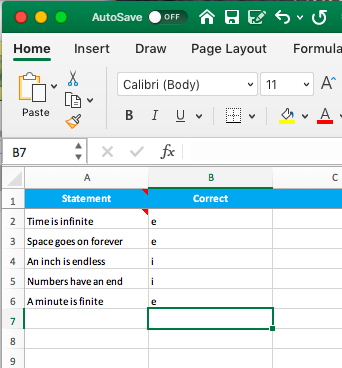 AutoSave OFF
Home Insert Draw Page Layout Formula
Calibri (Body) 11 A
Paste B I U A
B7 fx
A B C
1 Statement Correct
2 Time is infinite e
3 Space goes on forever e
4 An inch is endless i
5 Numbers have an end i
6 A minute is finite e
7
8
9